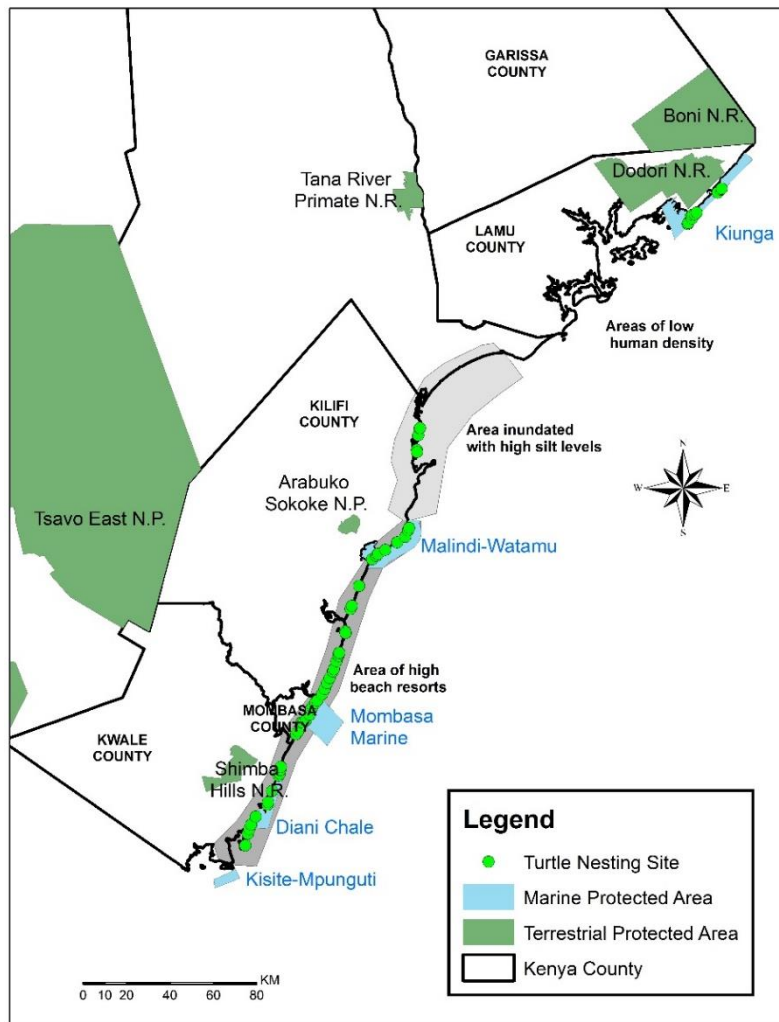 GARISSA
COUNTY
Boni N.R.
Dodori N.R.
Tana River
Primate N.R.
LAMU
COUNTY
Kiunga
Areas of low
human density
KILIFI
COUNTY
Area inundated
with high silt levels
Arabuko
Sokoke N.P.
N
W
E
S
Tsavo East N.P.
Malindi-Watamu
Area of high
beach resorts
MOMBASA
COUNTY
Mombasa
Marine
KWALE
COUNTY
Shimba
Hills N.R.
Diani Chale
Kisite-Mpunguti
Legend
Turtle Nesting Site
Marine Protected Area
Terrestrial Protected Area
Kenya County
KM
0 10 20 40 60 80